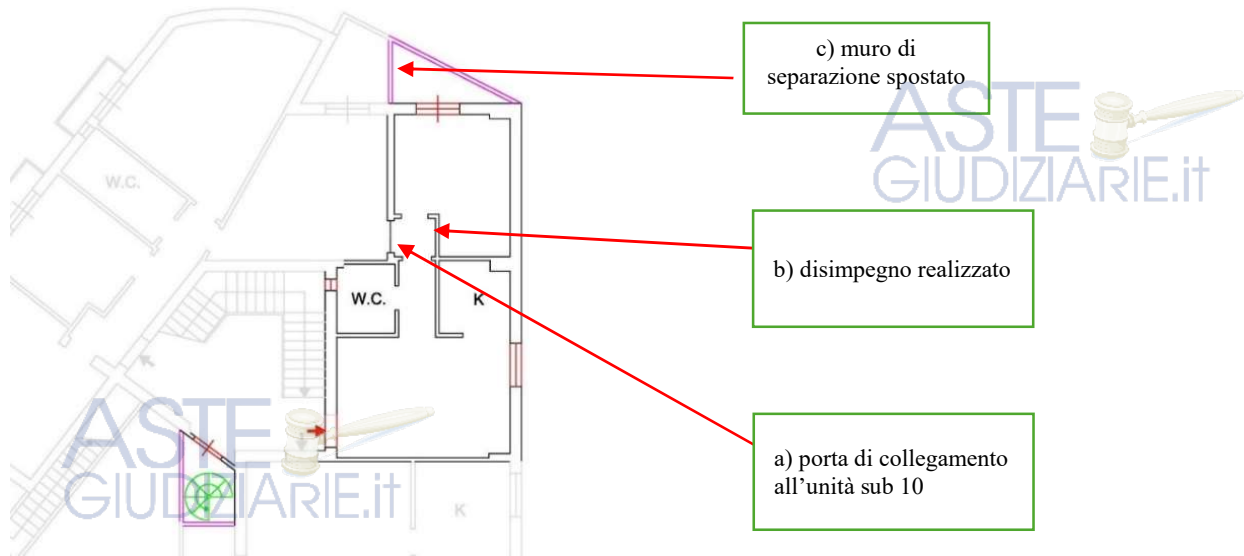 c) muro di
separazione spostato
ASTE
GIUDIZIARIE.it
W.C.
b) disimpegno realizzato
W.C.
K
a) porta di collegamento
all’unità sub 10
ASTE
GIUDIZIARIE.it
K